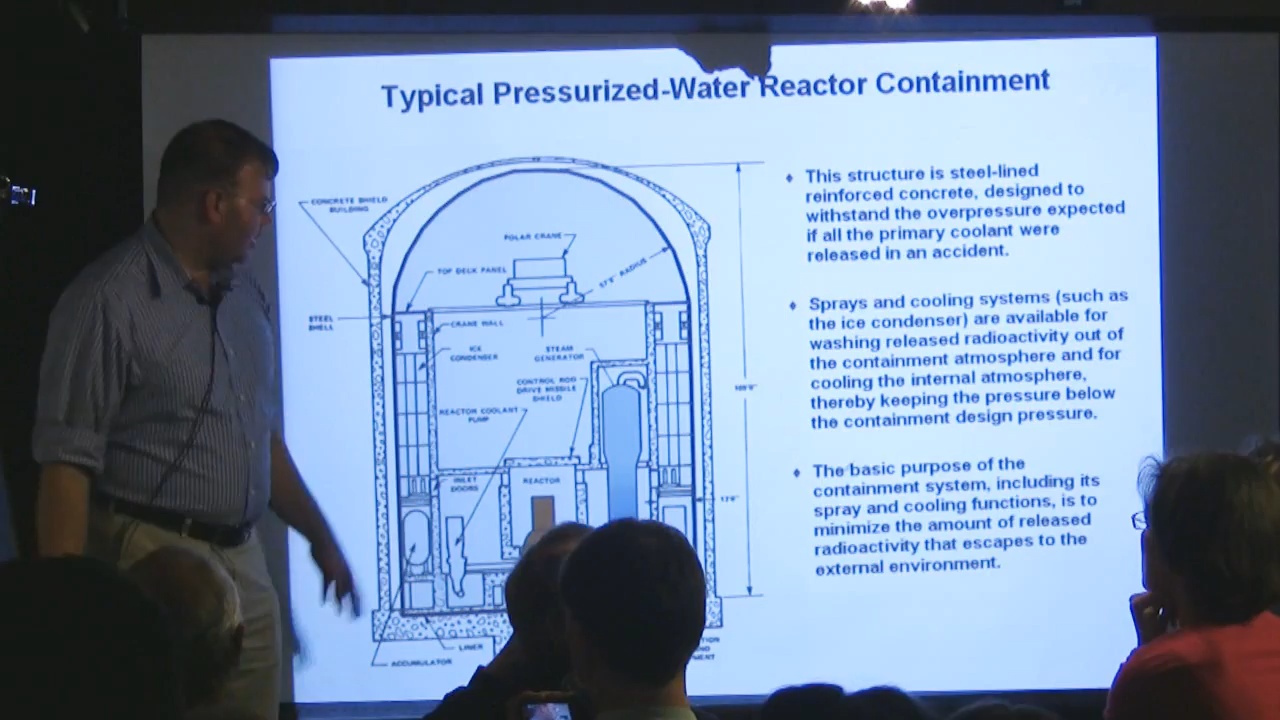 Typical Pressurized-Water Reactor Containment
CONCRETE SHIELD
BUILDING
POLAR CRANE
TOP DECK PANEL
57'6" RADIUS
STEEL
SHELL
CRANE WALL
ICE
CONDENSER
STEAM
GENERATOR
CONTROL ROD
DRIVE MISSILE
SHIELD
REACTOR COOLANT
PUMP
INLET
DOORS
REACTOR
LINER
ACCUMULATOR
♦ This structure is steel-lined
reinforced concrete, designed to
withstand the overpressure expected
if all the primary coolant were
released in an accident.
♦ Sprays and cooling systems (such as
the ice condenser) are available for
washing released radioactivity out of
the containment atmosphere and for
cooling the internal atmosphere,
thereby keeping the pressure below
the containment design pressure.
♦ The basic purpose of the
containment system, including its
spray and cooling functions, is to
minimize the amount of released
radioactivity that escapes to the
external environment.